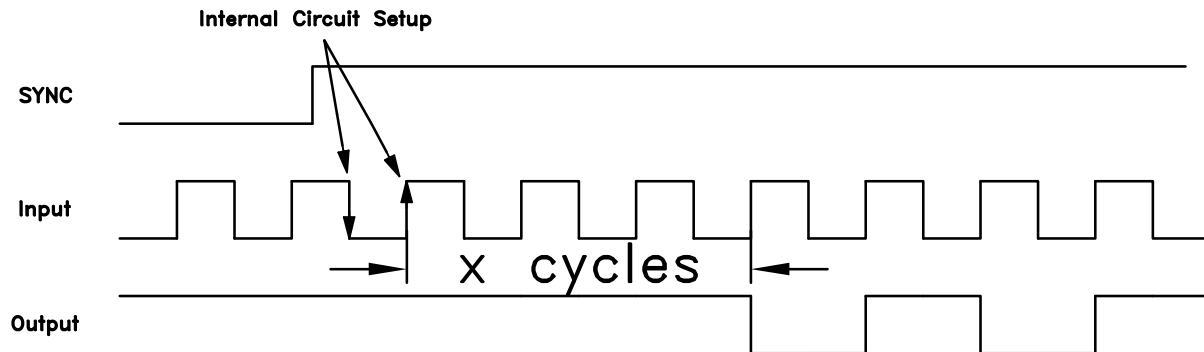 Internal Circuit Setup
SYNC
Input
x cycles
Output